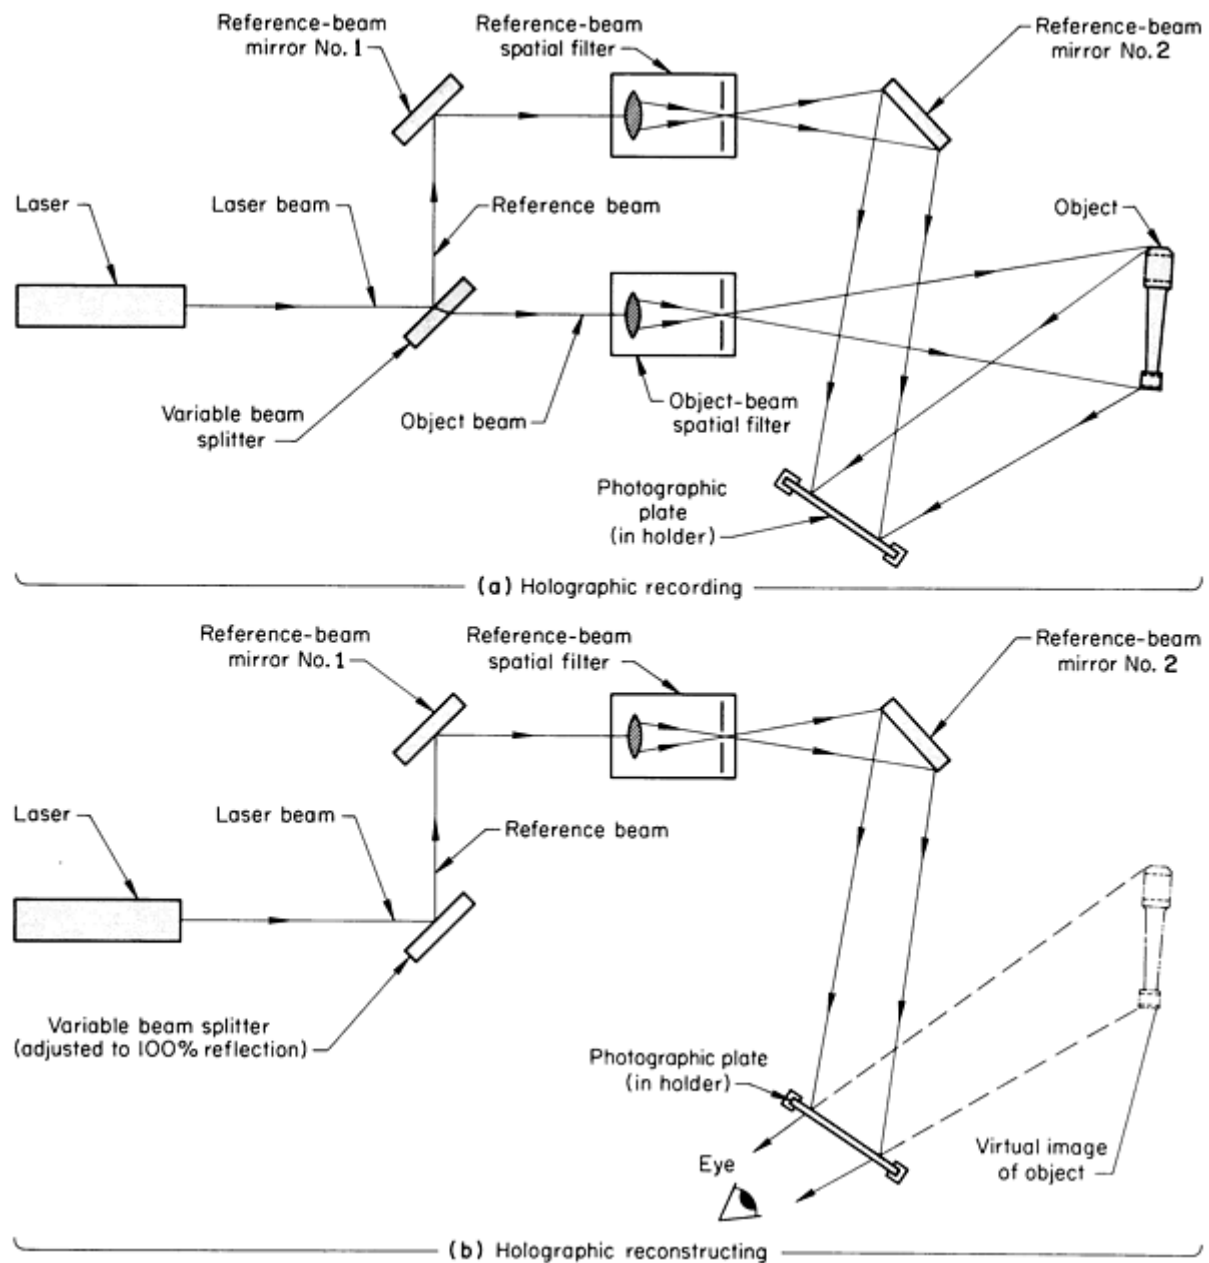 Reference-beam
mirror No. 1
Reference-beam
spatial filter
Reference-beam
mirror No. 2
Laser
Laser beam
Reference beam
Object
Variable beam
splitter
Object beam
Object-beam
spatial filter
Photographic
plate
(in holder)
(a) Holographic recording
Reference-beam
mirror No. 1
Reference-beam
spatial filter
Reference-beam
mirror No. 2
Laser
Laser beam
Reference beam
Variable beam splitter
(adjusted to 100% reflection)
Photographic plate
(in holder)
Eye
Virtual image
of object
(b) Holographic reconstructing